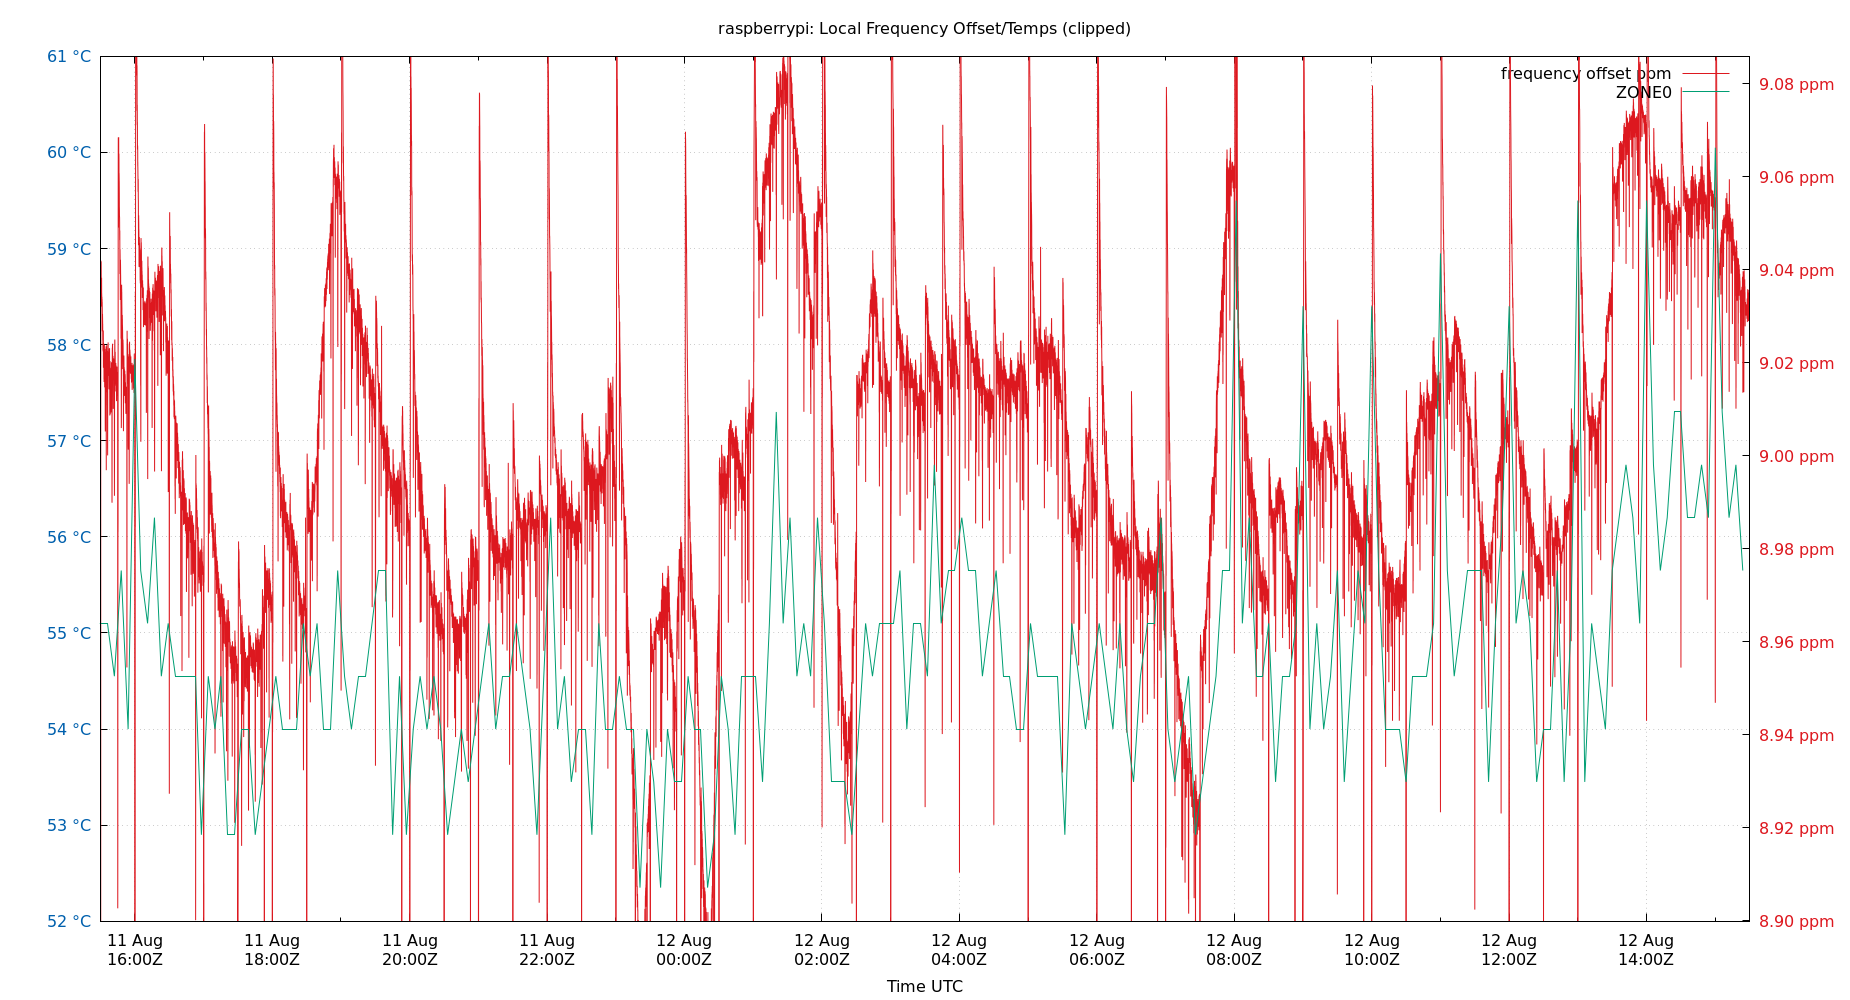 raspberrypi: Local Frequency Offset/Temps (clipped)
61 °C
60 °C
59 °C
58 °C
57 °C
56 °C
55 °C
54 °C
53 °C
52 °C
frequency offset ppm
ZONE0
9.08 ppm
9.06 ppm
9.04 ppm
9.02 ppm
9.00 ppm
8.98 ppm
8.96 ppm
8.94 ppm
8.92 ppm
8.90 ppm
11 Aug 11 Aug 11 Aug 11 Aug 12 Aug 12 Aug 12 Aug 12 Aug 12 Aug 12 Aug 12 Aug 12 Aug
16:00Z 18:00Z 20:00Z 22:00Z 00:00Z 02:00Z 04:00Z 06:00Z 08:00Z 10:00Z 12:00Z 14:00Z
Time UTC